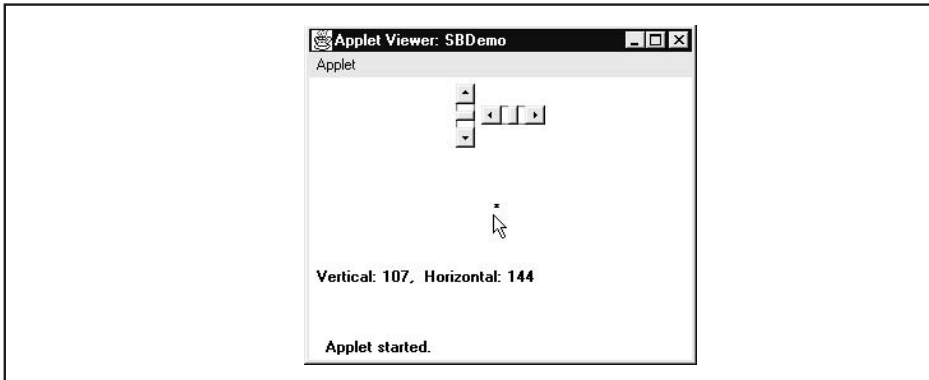 Applet Viewer: SBDemo
Applet
*
Vertical: 107, Horizontal: 144
Applet started.